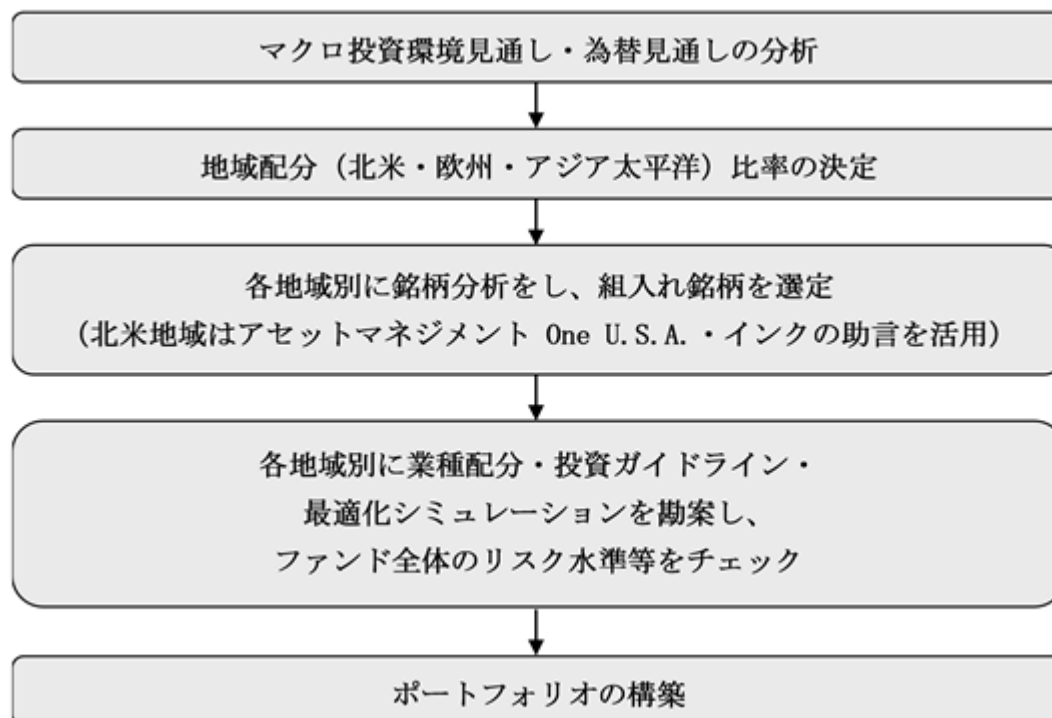 マクロ投資環境見通し・為替見通しの分析
地域配分（北米・欧州・アジア太平洋）比率の決定
各地域別に銘柄分析をし、組入れ銘柄を選定
（北米地域はアセットマネジメント One U.S.A.・インクの助言を活用）
各地域別に業種配分・投資ガイドライン・
最適化シミュレーションを勘案し、
ファンド全体のリスク水準等をチェック
ポートフォリオの構築